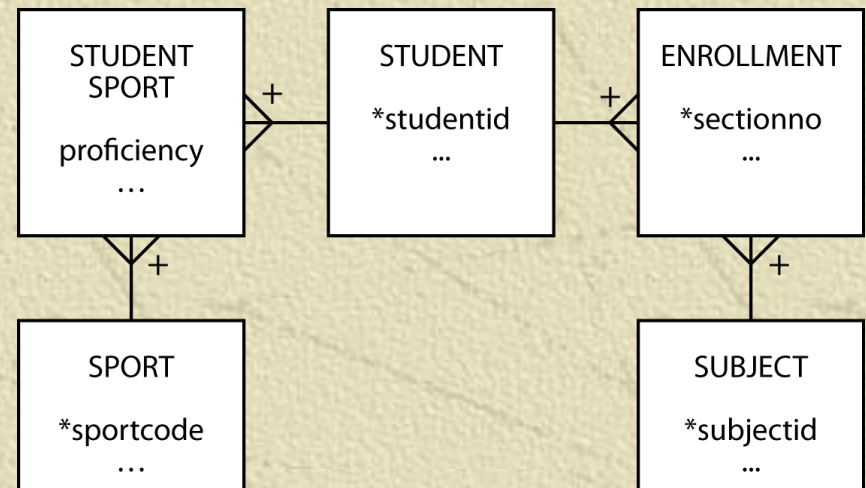 STUDENT
SPORT
proficiency
…
+
+
STUDENT
*studentid
...
+
ENROLLMENT
*sectionno
...
+
SPORT
*sportcode
…
SUBJECT
*subjectid
...